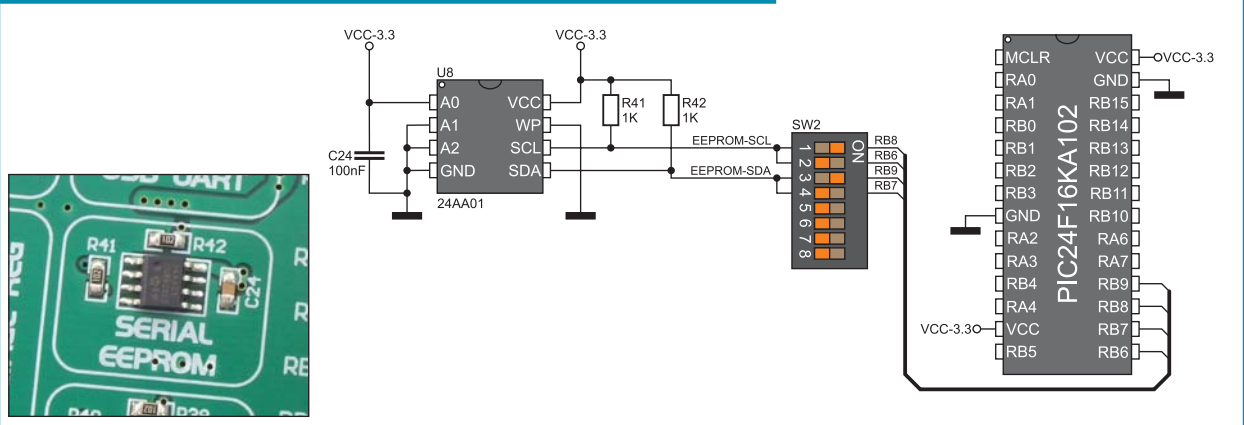 VCC-3.3
VCC-3.3
U8
A0
A1
A2
GND
VCC
WP
SCL
SDA
24AA01
C24
100nF
R41
1K
R42
1K
EEPROM-SCL
EEPROM-SDA
SW2
ON
1
2
3
4
5
6
7
8
RB8
RB6
RB9
RB7
PIC24F16KA102
MCLR
RA0
RA1
RB0
RB1
RB2
RB3
GND
RA2
RA3
RB4
RA4
VCC
RB5
VCC
GND
RB15
RB14
RB13
RB12
RB11
RB10
RA6
RA7
RB9
RB8
RB7
RB6
VCC-3.3
VCC-3.3
USB UART
R41
R42
C24
SERIAL
EEPROM
R39